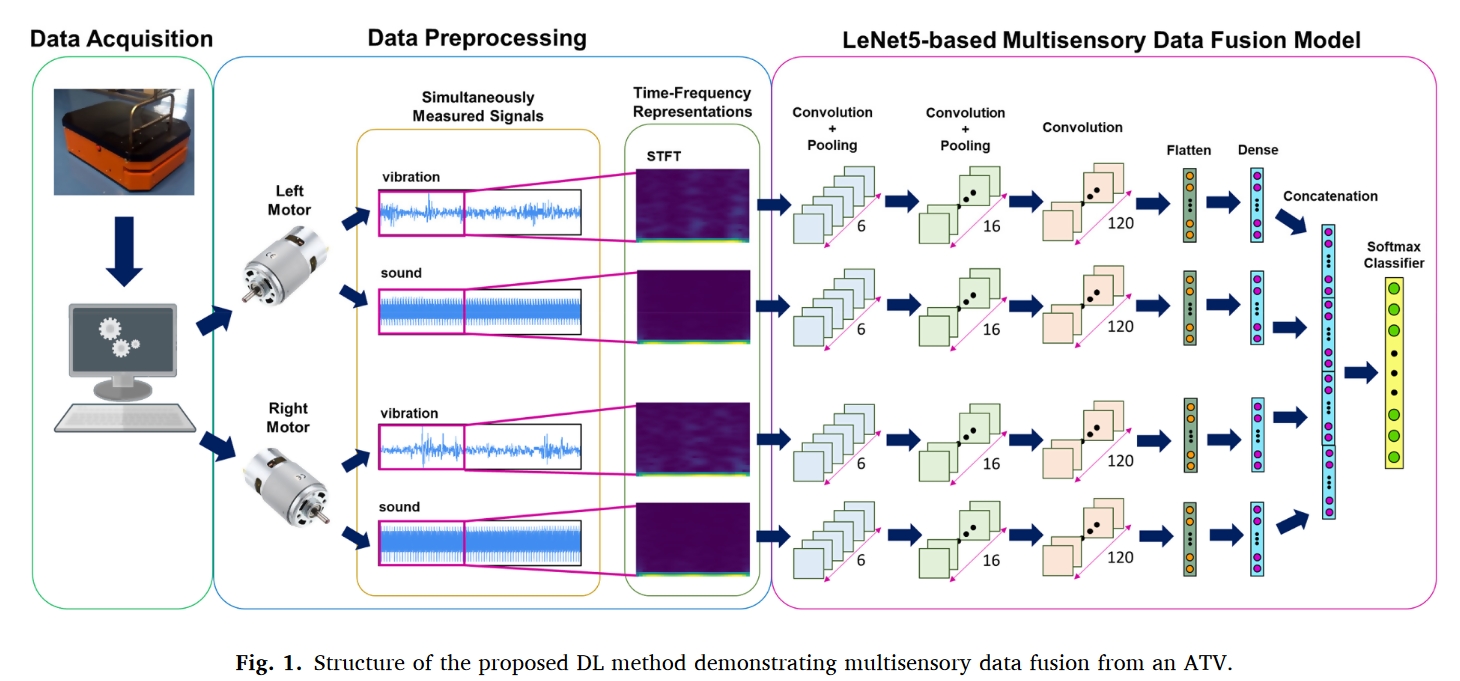 Data Acquisition
Data Preprocessing
LeNet5-based Multisensory Data Fusion Model
Simultaneously
Measured Signals
Time-Frequency
Representations
STFT
Convolution
+
Pooling
Convolution
+
Pooling
Convolution
Flatten
Dense
Concatenation
Softmax
Classifier
Left
Motor
vibration
6
16
120
sound
6
16
120
Right
Motor
vibration
6
16
120
sound
6
16
120
Fig. 1. Structure of the proposed DL method demonstrating multisensory data fusion from an ATV.